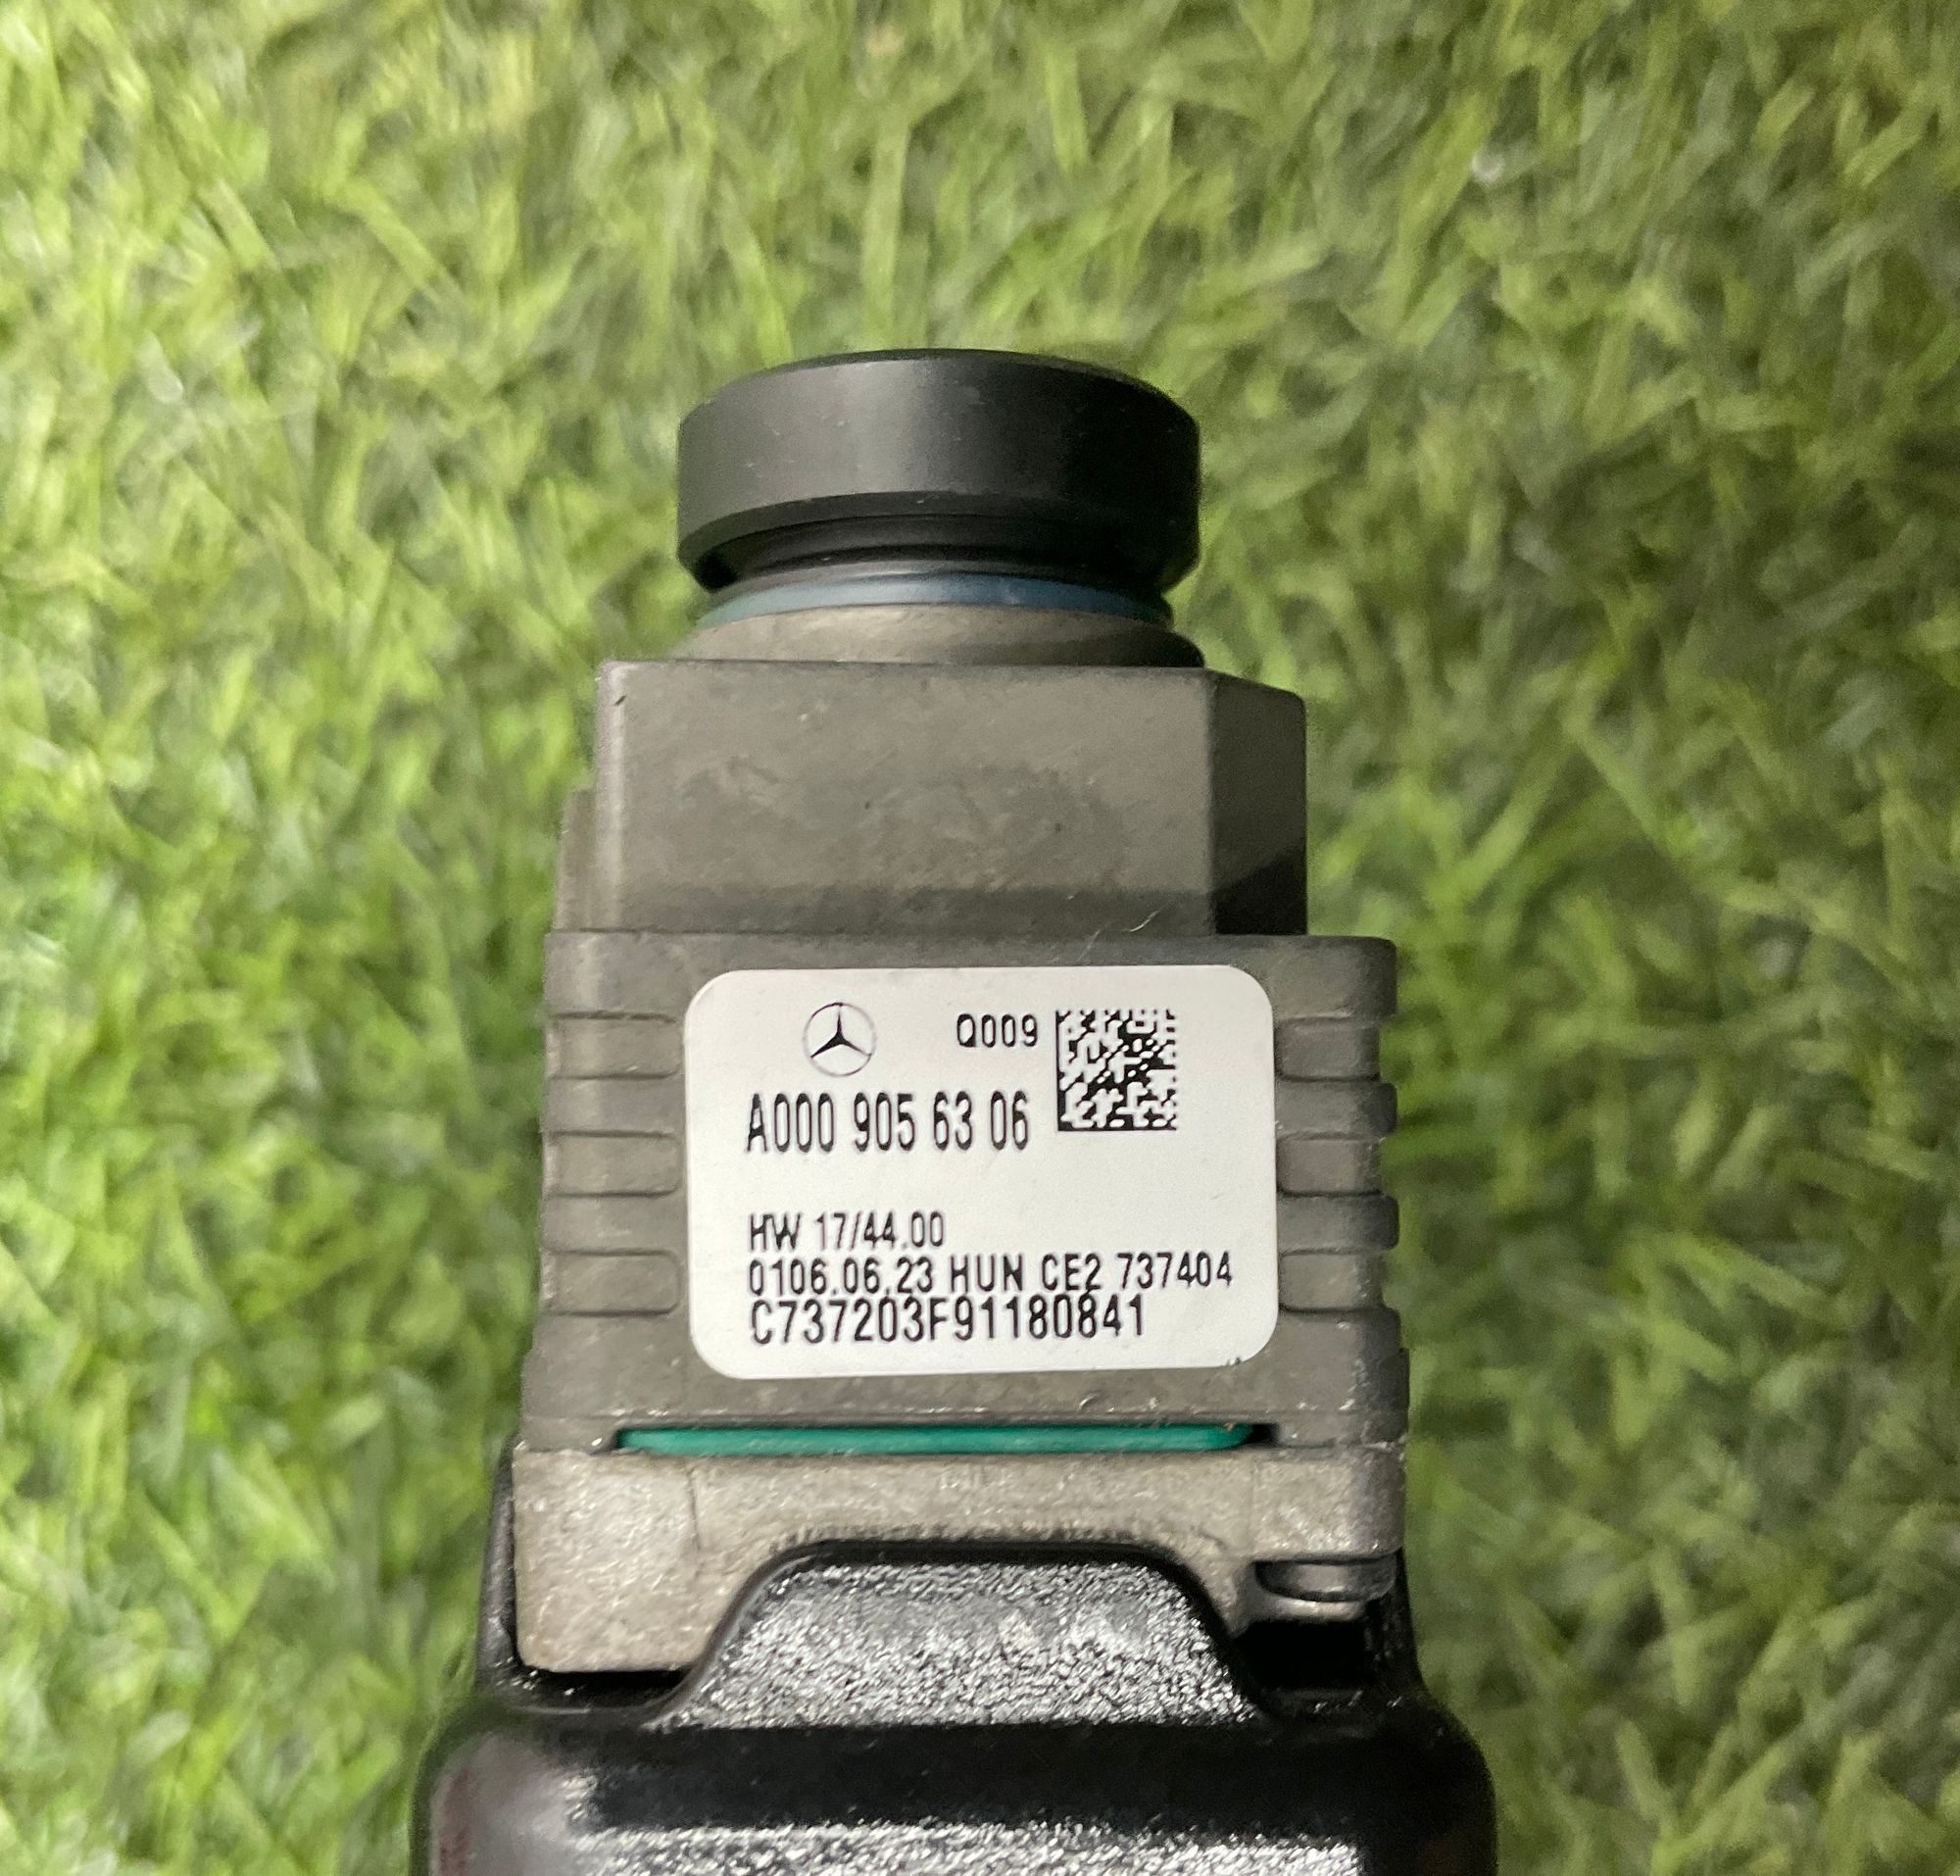 Q009
A000 905 63 06
HW 17/44.00
0106.06.23 HUN CE2 737404
C737203F91180841